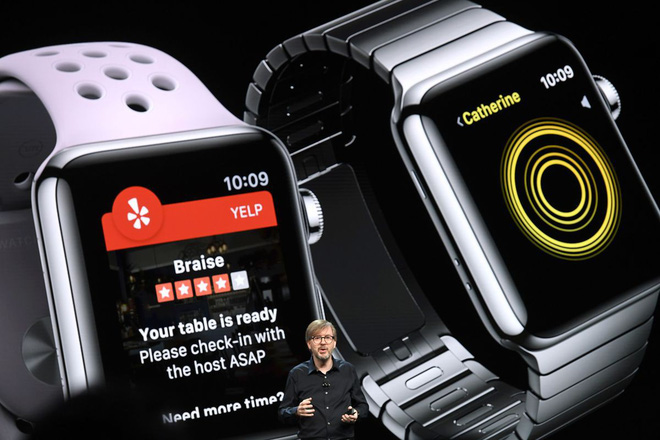 10:09
YELP
Braise
Your table is ready
Please check-in with
the host ASAP
Need more time?
10:09
‹Catherine